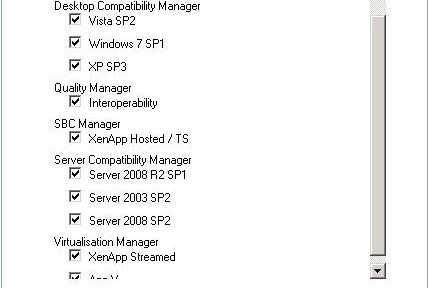 Desktop Compatibility Manager
Vista SP2
Windows 7 SP1
XP SP3
Quality Manager
Interoperability
SBC Manager
XenApp Hosted / TS
Server Compatibility Manager
Server 2008 R2 SP1
Server 2003 SP2
Server 2008 SP2
Virtualisation Manager
XenApp Streamed